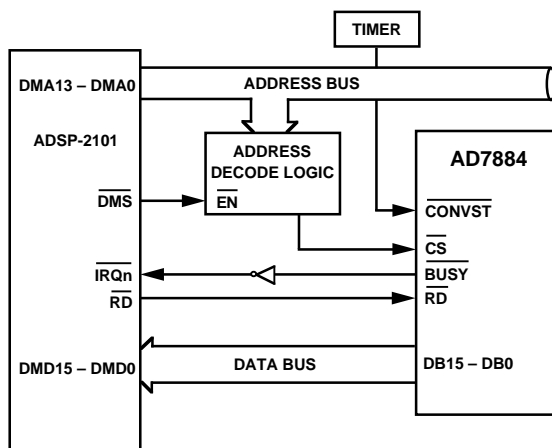 TIMER
DMA13 – DMA0
ADDRESS BUS
ADSP-2101
ADDRESS
DECODE LOGIC
AD7884
DMS
EN
CONVST
CS
IRQn
BUSY
RD
RD
DMD15 – DMD0
DATA BUS
DB15 – DB0